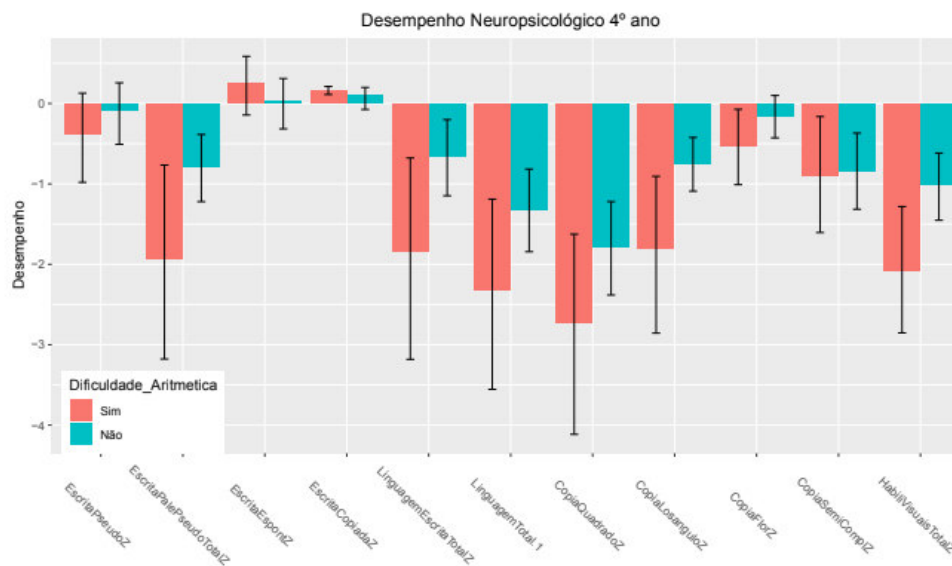 Desempenho Neuropsicológico 4º ano
Desempenho
0
−1
−2
−3
−4
Dificuldade_Aritmetica
Sim
Não
EscritaPseudoZ
EscritaPalePseudoTotalZ
EscritaEspontZ
EscritaCopiadaZ
LinguagemEscritaTotalZ
LinguagemTotal.1
CopiaQuadradoZ
CopiaLosanguloZ
CopiaFlorZ
CopiaSemiComplZ
HabiliVisuaisTotalZ